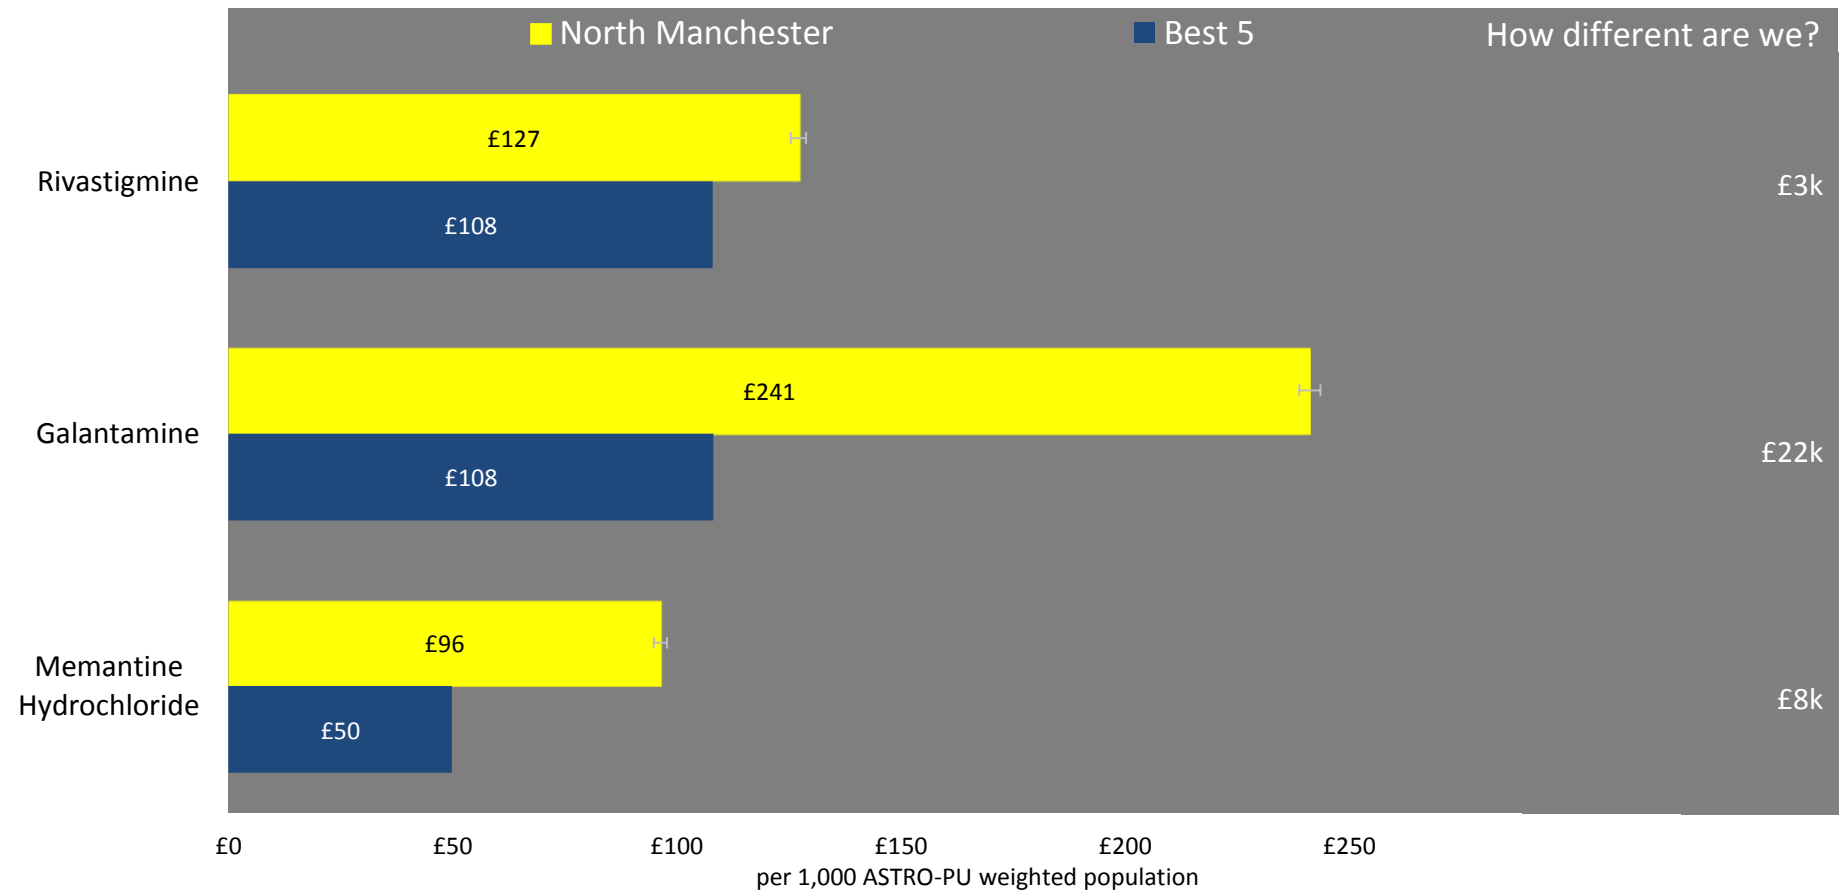 North Manchester
Best 5
How different are we?
Rivastigmine
£127
£108
£3k
Galantamine
£241
£108
£22k
Memantine
Hydrochloride
£96
£50
£8k
£0 £50 £100 £150 £200 £250
per 1,000 ASTRO-PU weighted population